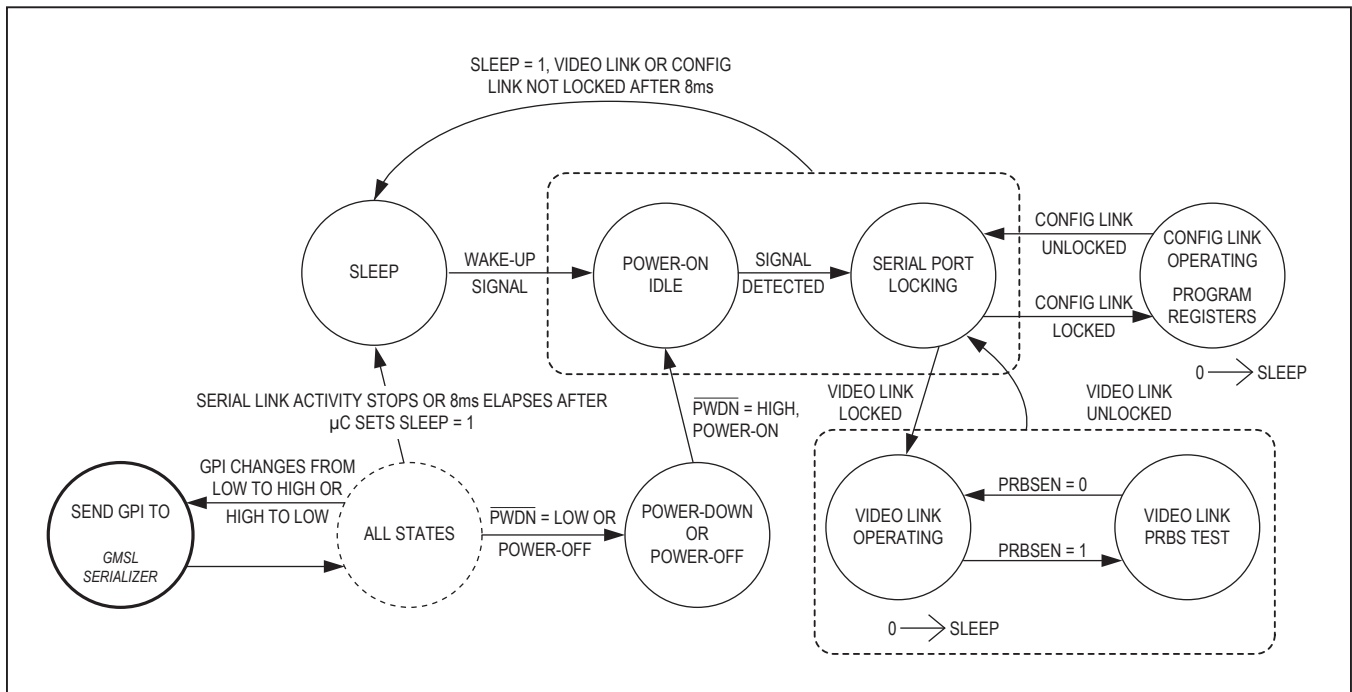 SLEEP = 1, VIDEO LINK OR CONFIG
LINK NOT LOCKED AFTER 8ms
SLEEP
WAKE-UP
SIGNAL
POWER-ON
IDLE
SIGNAL
DETECTED
SERIAL PORT
LOCKING
CONFIG LINK
UNLOCKED
CONFIG LINK
LOCKED
CONFIG LINK
OPERATING
PROGRAM
REGISTERS
0 → SLEEP
SERIAL LINK ACTIVITY STOPS OR 8ms ELAPSES AFTER
µC SETS SLEEP = 1
PWDN = HIGH,
POWER-ON
VIDEO LINK
LOCKED
VIDEO LINK
UNLOCKED
GPI CHANGES FROM
LOW TO HIGH OR
HIGH TO LOW
SEND GPI TO
GMSL
SERIALIZER
ALL STATES
PWDN = LOW OR
POWER-OFF
POWER-DOWN
OR
POWER-OFF
VIDEO LINK
OPERATING
PRBSEN = 0
PRBSEN = 1
VIDEO LINK
PRBS TEST
0 → SLEEP